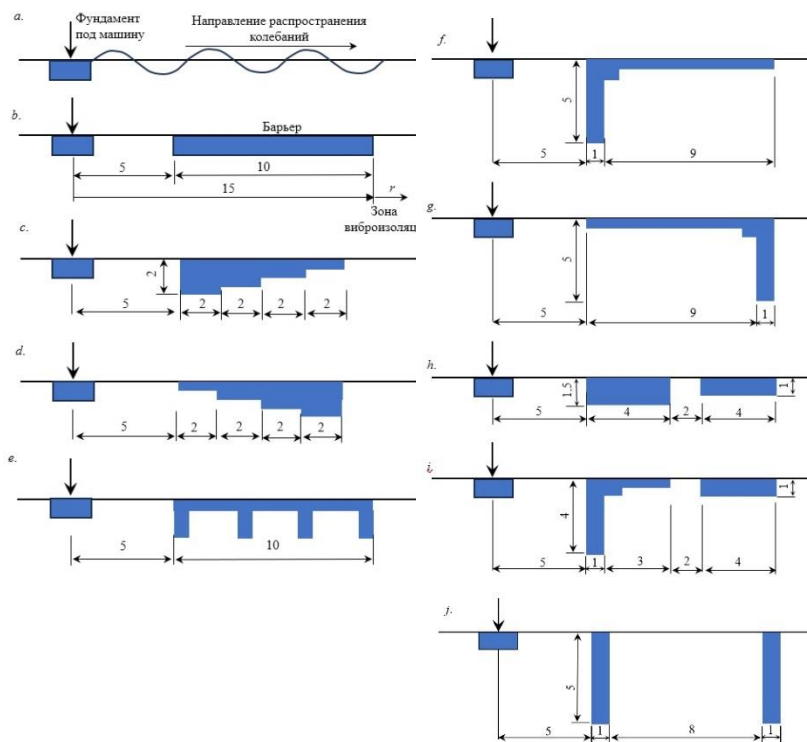 a.
Фундамент
под машину
Направление распространения
колебаний
b.
Барьер
5
10
15
r
Зона
виброизоляц
c.
2
5
2
2
2
2
d.
5
2
2
2
2
e.
5
10
f.
5
5
1
9
g.
5
5
9
1
h.
1,5
1
5
4
2
4
i.
4
1
5
1
3
2
4
j.
5
5
1
8
1